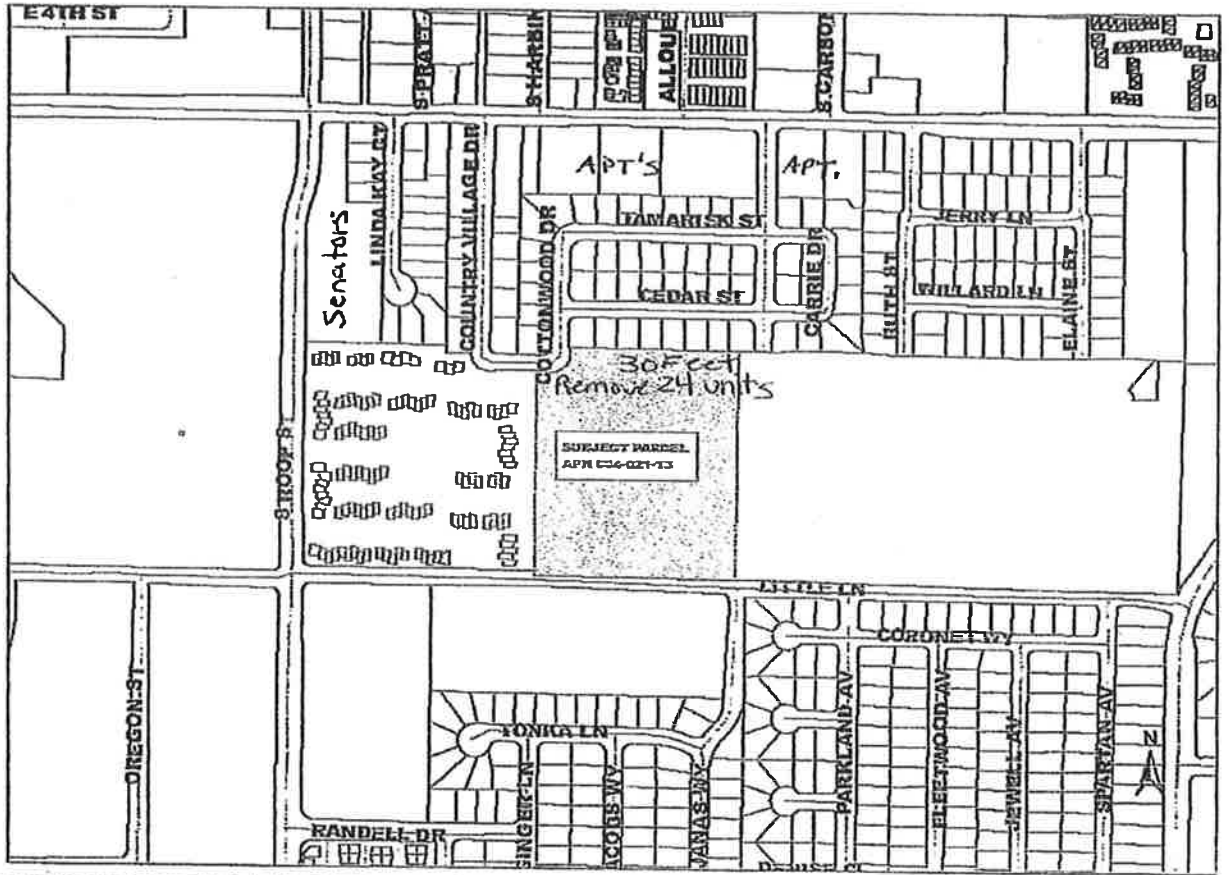 E 4TH ST
S PRATT
S HARBIN
ALLOUE
S CARSON
Senators
LINDA KAY CT
COUNTRY VILLAGE DR
COTTONWOOD DR
APT'S
APT.
TAMARISK ST
CEDAR ST
CARRIE DR
RUTH ST
JERRY LN
WILLARD LN
ELAINE ST
30 Feet
Remove 24 units
SUBJECT PARCEL
APN
S ROOP ST
LITTLE LN
OREGON ST
CORONET WY
TONKA LN
GINGER LN
JANAS WY
PARKLAND AV
FLEETWOOD AV
JEWELL AV
SPARTAN AV
N
RANDELL DR